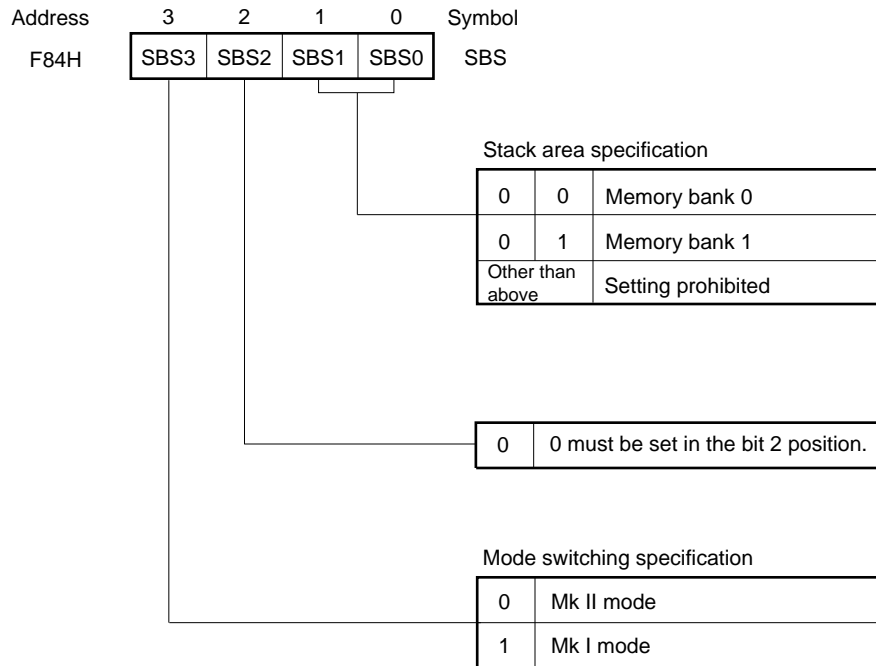 Address 3 2 1 0 Symbol
F84H SBS3 SBS2 SBS1 SBS0 SBS
Stack area specification
0 0 Memory bank 0
0 1 Memory bank 1
Other than
above Setting prohibited
0 0 must be set in the bit 2 position.
Mode switching specification
0 Mk II mode
1 Mk I mode